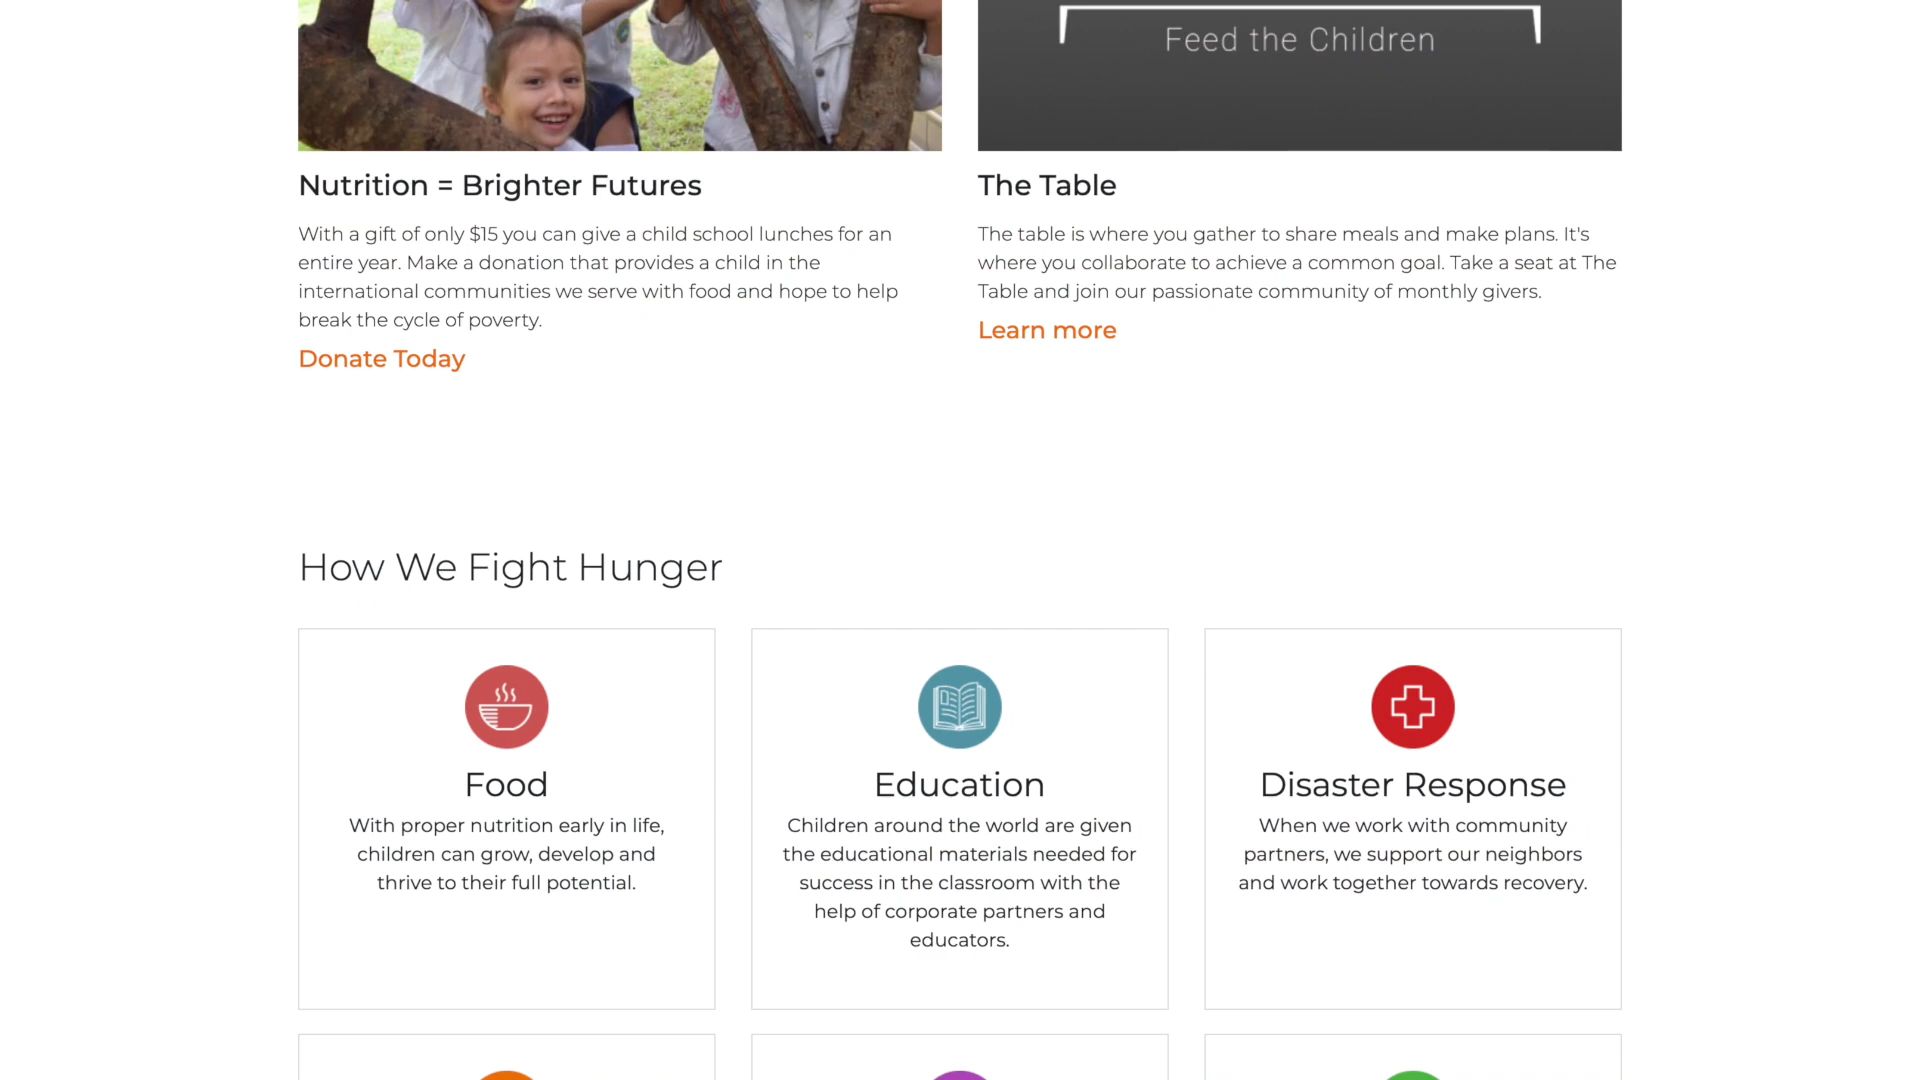 Feed the Children
Nutrition = Brighter Futures
With a gift of only $15 you can give a child school lunches for an
entire year. Make a donation that provides a child in the
international communities we serve with food and hope to help
break the cycle of poverty.
Donate Today
The Table
The table is where you gather to share meals and make plans. It's
where you collaborate to achieve a common goal. Take a seat at The
Table and join our passionate community of monthly givers.
Learn more
How We Fight Hunger
Food
With proper nutrition early in life,
children can grow, develop and
thrive to their full potential.
Education
Children around the world are given
the educational materials needed for
success in the classroom with the
help of corporate partners and
educators.
Disaster Response
When we work with community
partners, we support our neighbors
and work together towards recovery.